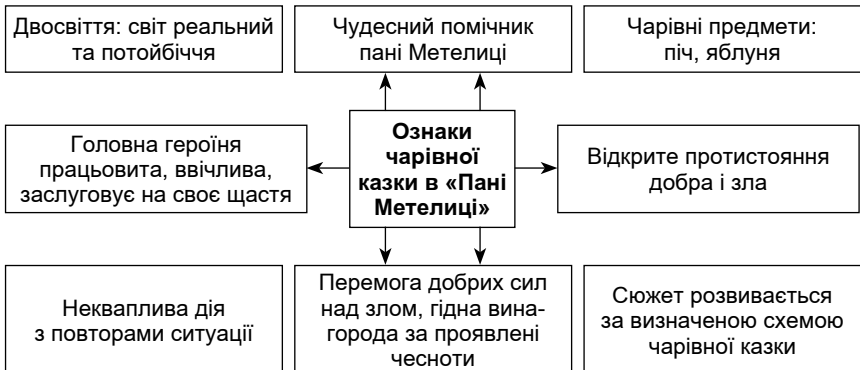 Двосвіття: світ реальний
та потойбіччя
Чудесний помічник
пані Метелиці
Чарівні предмети:
піч, яблуня
Головна героїня
працьовита, ввічлива,
заслуговує на своє щастя
Ознаки
чарівної
казки в «Пані
Метелиці»
Відкрите протистояння
добра і зла
Некваплива дія
з повторами ситуації
Перемога добрих сил
над злом, гідна вина-
города за проявлені
чесноти
Сюжет розвивається
за визначеною схемою
чарівної казки